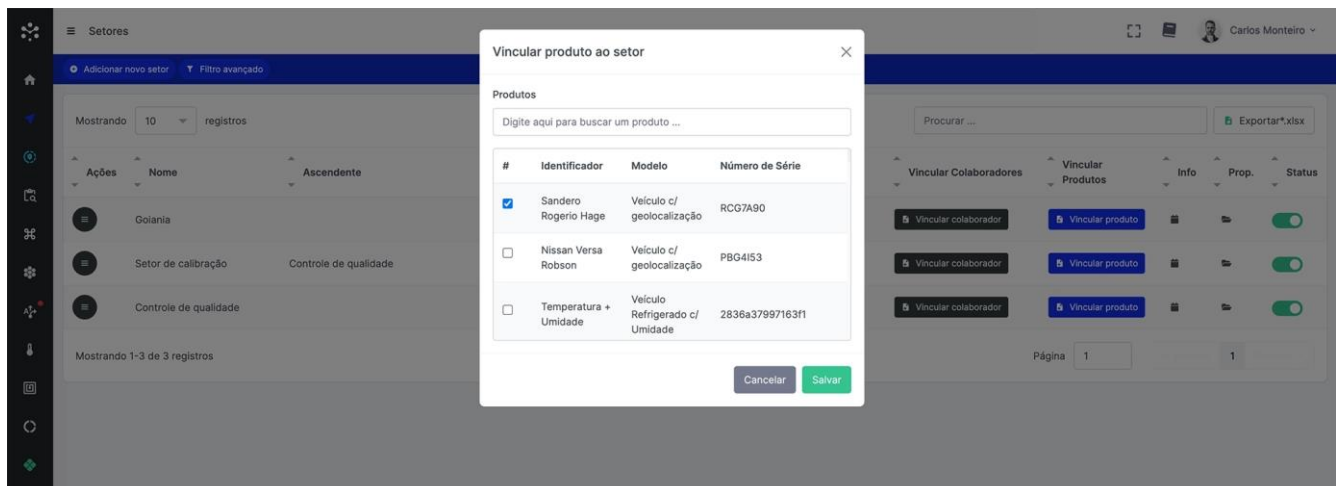 Setores
Carlos Monteiro
Adicionar novo setor
Filtro avançado
Mostrando 10 registros
Procurar ...
Exportar*.xlsx
Ações
Nome
Ascendente
Vincular Colaboradores
Vincular
Produtos
Info
Prop.
Status
Goiania
Vincular colaborador
Vincular produto
Setor de calibração
Controle de qualidade
Vincular colaborador
Vincular produto
Controle de qualidade
Vincular colaborador
Vincular produto
Mostrando 1-3 de 3 registros
Página 1
1
Vincular produto ao setor
Produtos
Digite aqui para buscar um produto ...
# Identificador Modelo Número de Série
Sandero
Rogerio Hage
Veículo c/
geolocalização
RCG7A90
Nissan Versa
Robson
Veículo c/
geolocalização
PBG4I53
Temperatura +
Umidade
Veículo
Refrigerado c/
Umidade
2836a37997163f1
Cancelar
Salvar